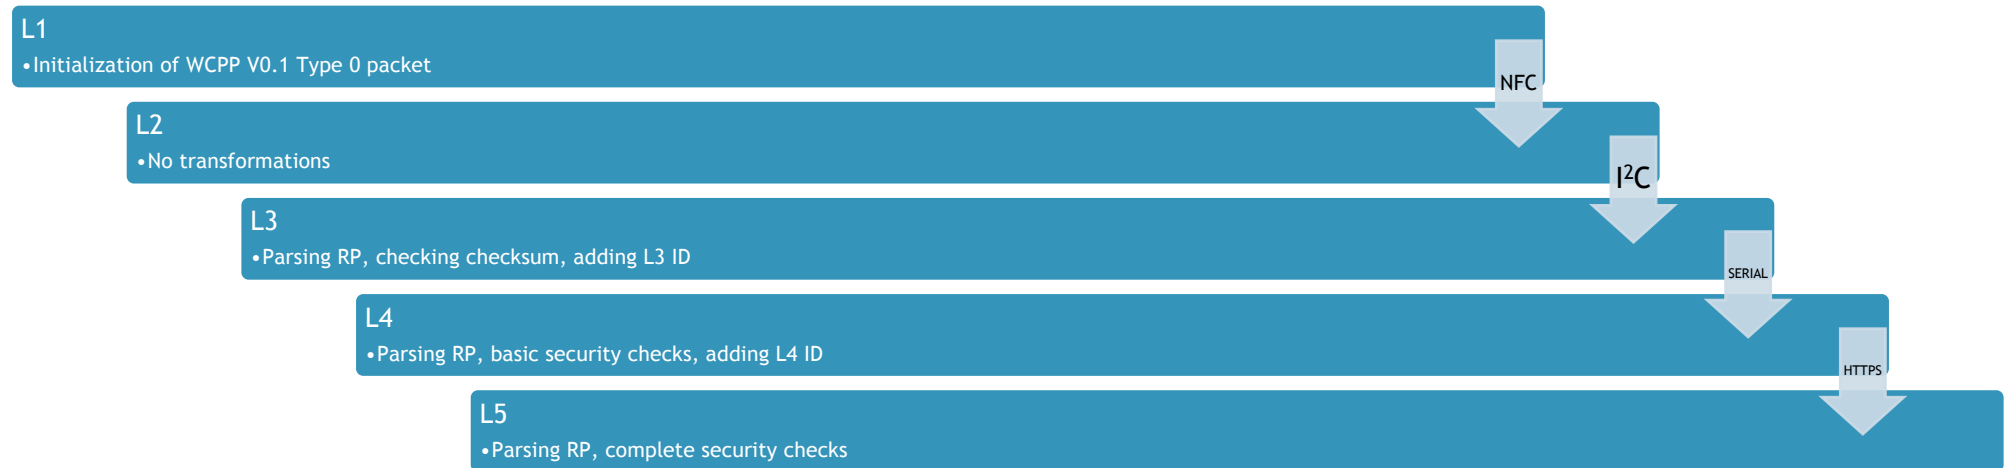 L1
•Initialization of WCPP V0.1 Type 0 packet
NFC
L2
•No transformations
I²C
L3
•Parsing RP, checking checksum, adding L3 ID
SERIAL
L4
•Parsing RP, basic security checks, adding L4 ID
HTTPS
L5
•Parsing RP, complete security checks